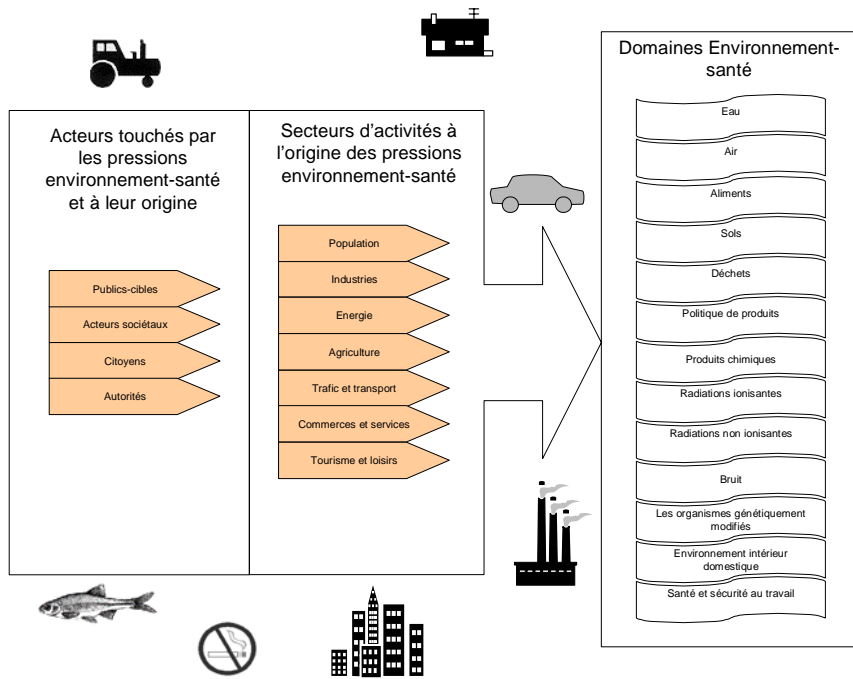 Acteurs touchés par
les pressions
environnement-santé
et à leur origine
Publics-cibles
Acteurs sociétaux
Citoyens
Autorités
Secteurs d'activités à
l'origine des pressions
environnement-santé
Population
Industries
Energie
Agriculture
Trafic et transport
Commerces et services
Tourisme et loisirs
Domaines Environnement-
santé
Eau
Air
Aliments
Sols
Déchets
Politique de produits
Produits chimiques
Radiations ionisantes
Radiations non ionisantes
Bruit
Les organismes génétiquement
modifiés
Environnement intérieur
domestique
Santé et sécurité au travail